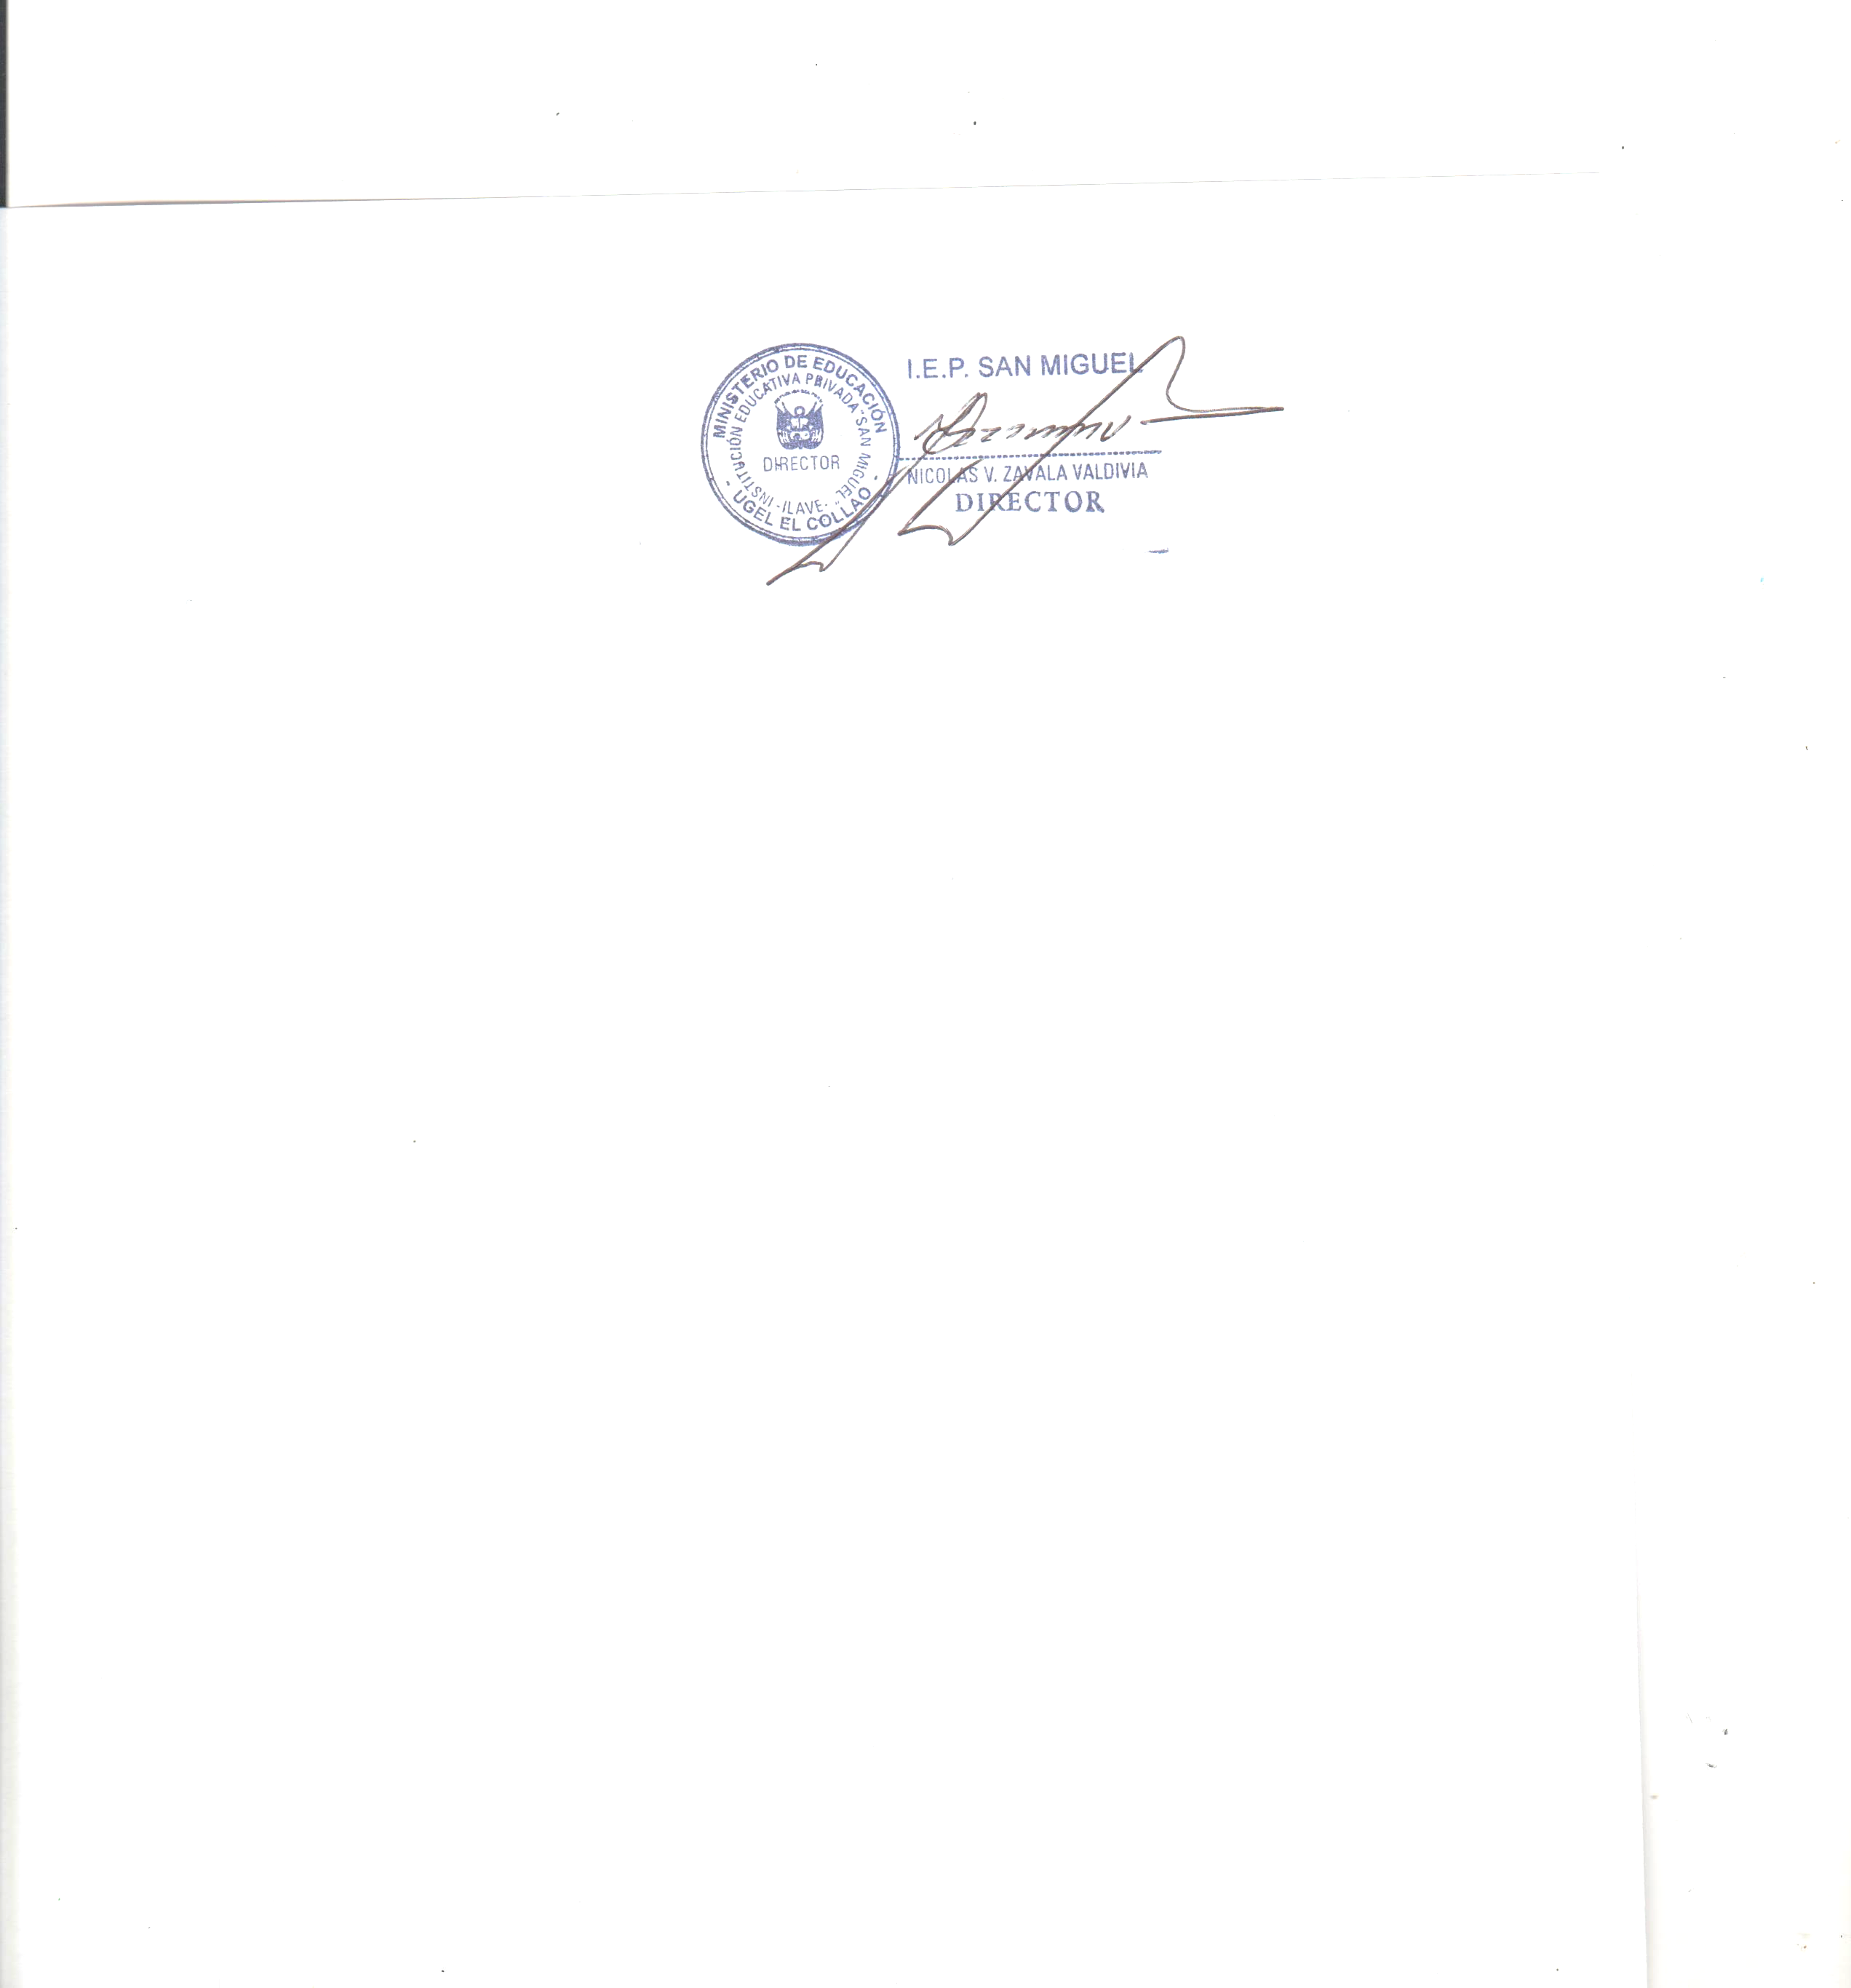 MINISTERIO DE EDUCACIÓN
INSTITUCIÓN EDUCATIVA PRIVADA "SAN MIGUEL" -ILAVE-
DIRECTOR
- UGEL EL COLLAO -
I.E.P. SAN MIGUEL
NICOLAS V. ZAVALA VALDIVIA
DIRECTOR